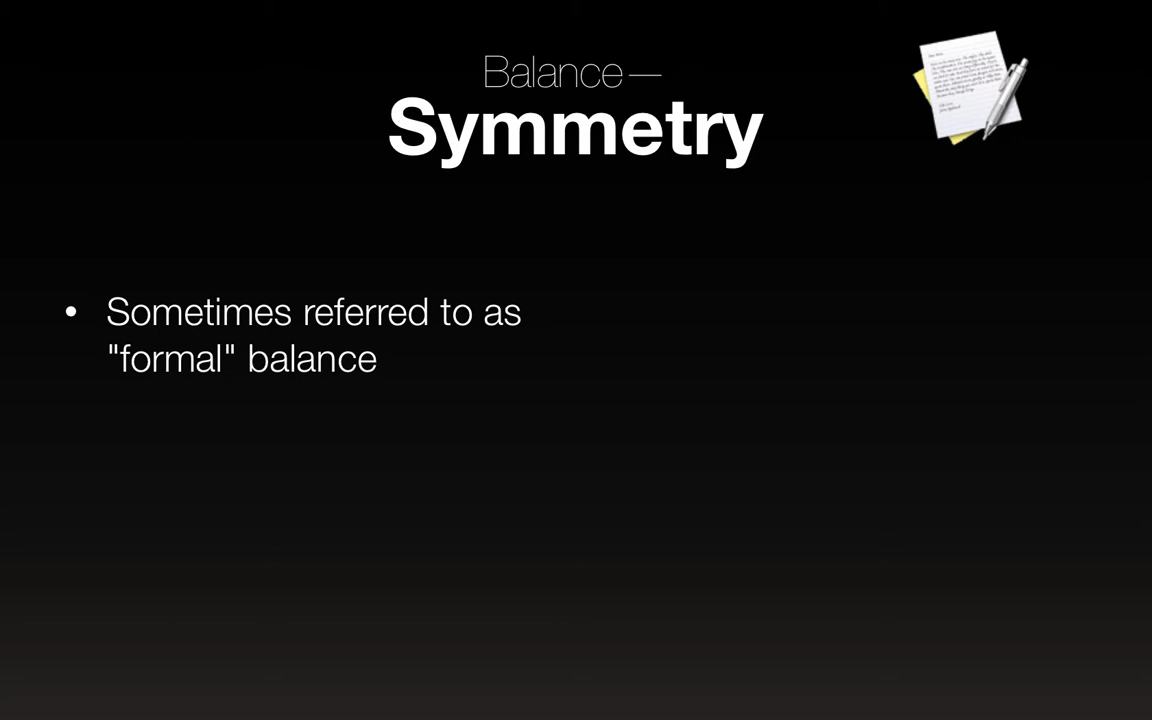 Balance—
Symmetry
• Sometimes referred to as
"formal" balance